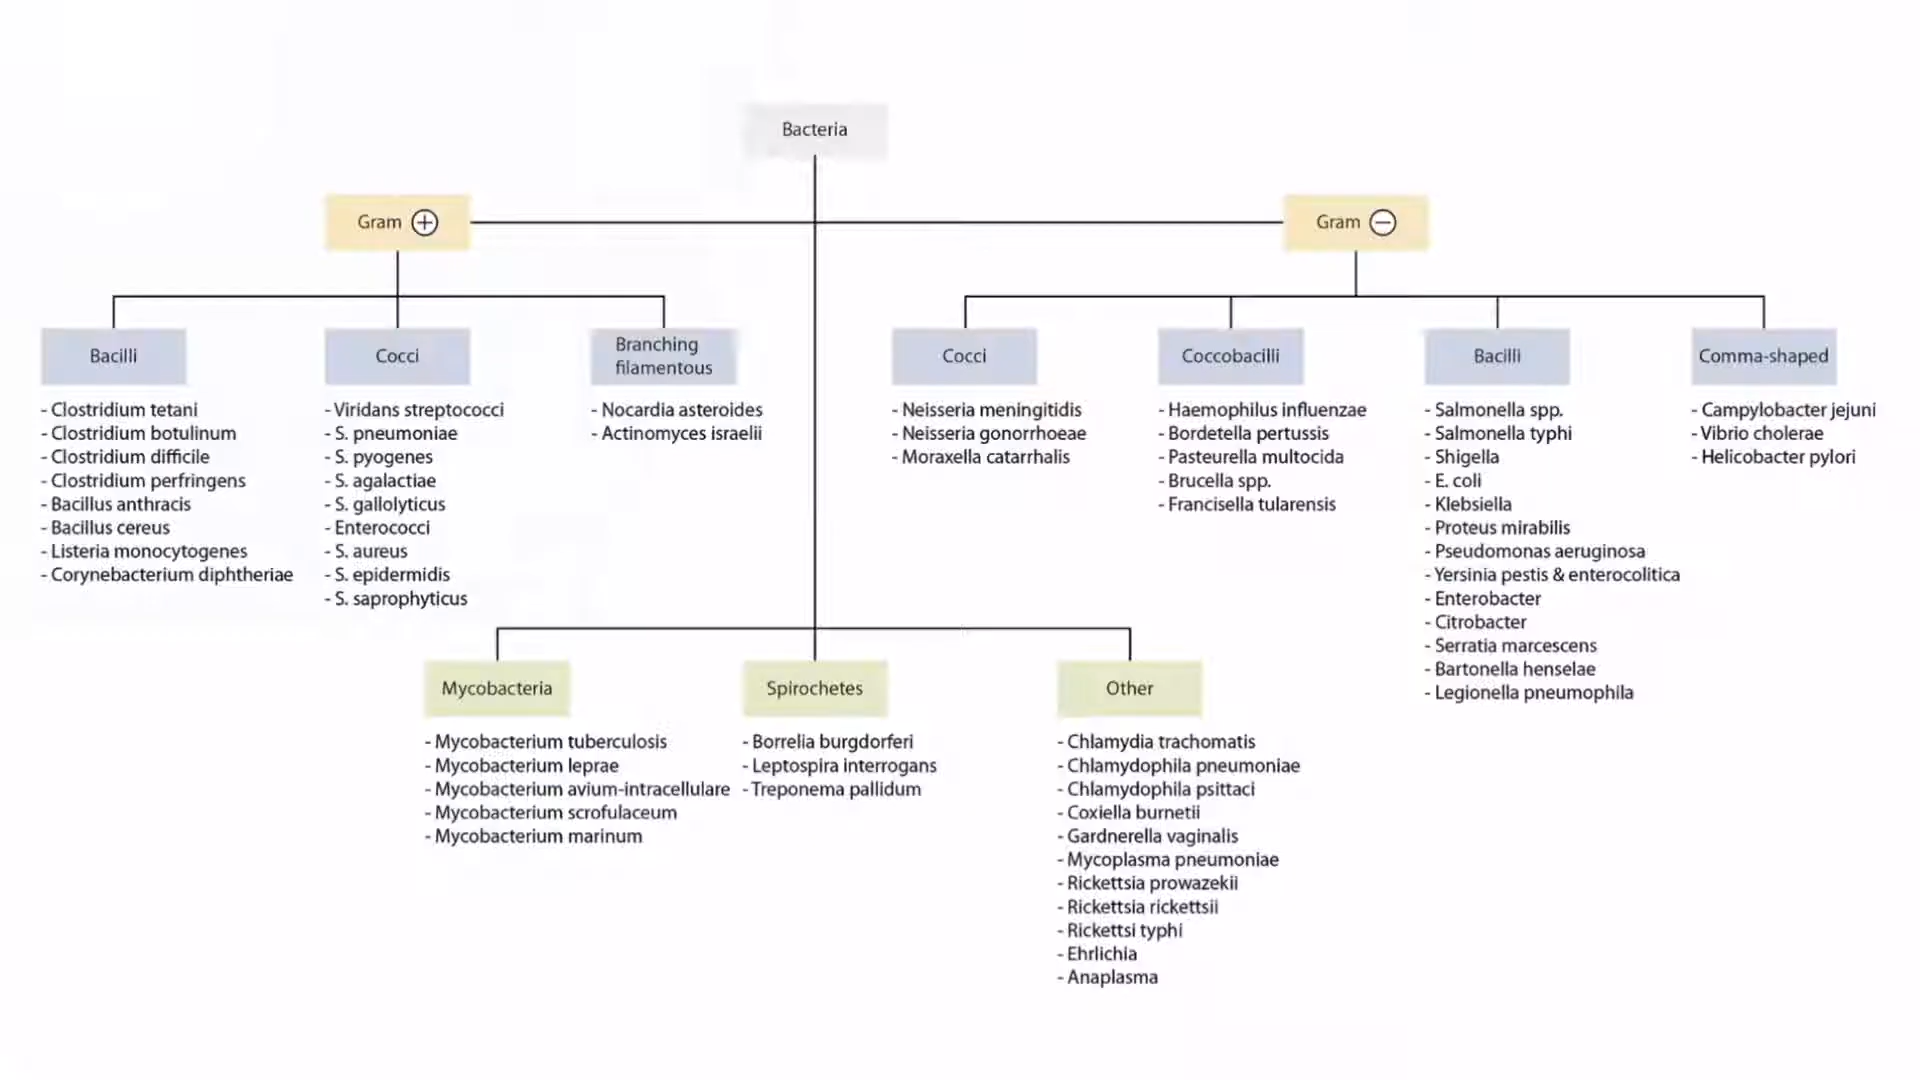 Bacteria
Gram +
Gram −
Bacilli
- Clostridium tetani
- Clostridium botulinum
- Clostridium difficile
- Clostridium perfringens
- Bacillus anthracis
- Bacillus cereus
- Listeria monocytogenes
- Corynebacterium diphtheriae
Cocci
- Viridans streptococci
- S. pneumoniae
- S. pyogenes
- S. agalactiae
- S. gallolyticus
- Enterococci
- S. aureus
- S. epidermidis
- S. saprophyticus
Branching
filamentous
- Nocardia asteroides
- Actinomyces israelii
Cocci
- Neisseria meningitidis
- Neisseria gonorrhoeae
- Moraxella catarrhalis
Coccobacilli
- Haemophilus influenzae
- Bordetella pertussis
- Pasteurella multocida
- Brucella spp.
- Francisella tularensis
Bacilli
- Salmonella spp.
- Salmonella typhi
- Shigella
- E. coli
- Klebsiella
- Proteus mirabilis
- Pseudomonas aeruginosa
- Yersinia pestis & enterocolitica
- Enterobacter
- Citrobacter
- Serratia marcescens
- Bartonella henselae
- Legionella pneumophila
Comma-shaped
- Campylobacter jejuni
- Vibrio cholerae
- Helicobacter pylori
Mycobacteria
- Mycobacterium tuberculosis
- Mycobacterium leprae
- Mycobacterium avium-intracellulare
- Mycobacterium scrofulaceum
- Mycobacterium marinum
Spirochetes
- Borrelia burgdorferi
- Leptospira interrogans
- Treponema pallidum
Other
- Chlamydia trachomatis
- Chlamydophila pneumoniae
- Chlamydophila psittaci
- Coxiella burnetii
- Gardnerella vaginalis
- Mycoplasma pneumoniae
- Rickettsia prowazekii
- Rickettsia rickettsii
- Rickettsi typhi
- Ehrlichia
- Anaplasma